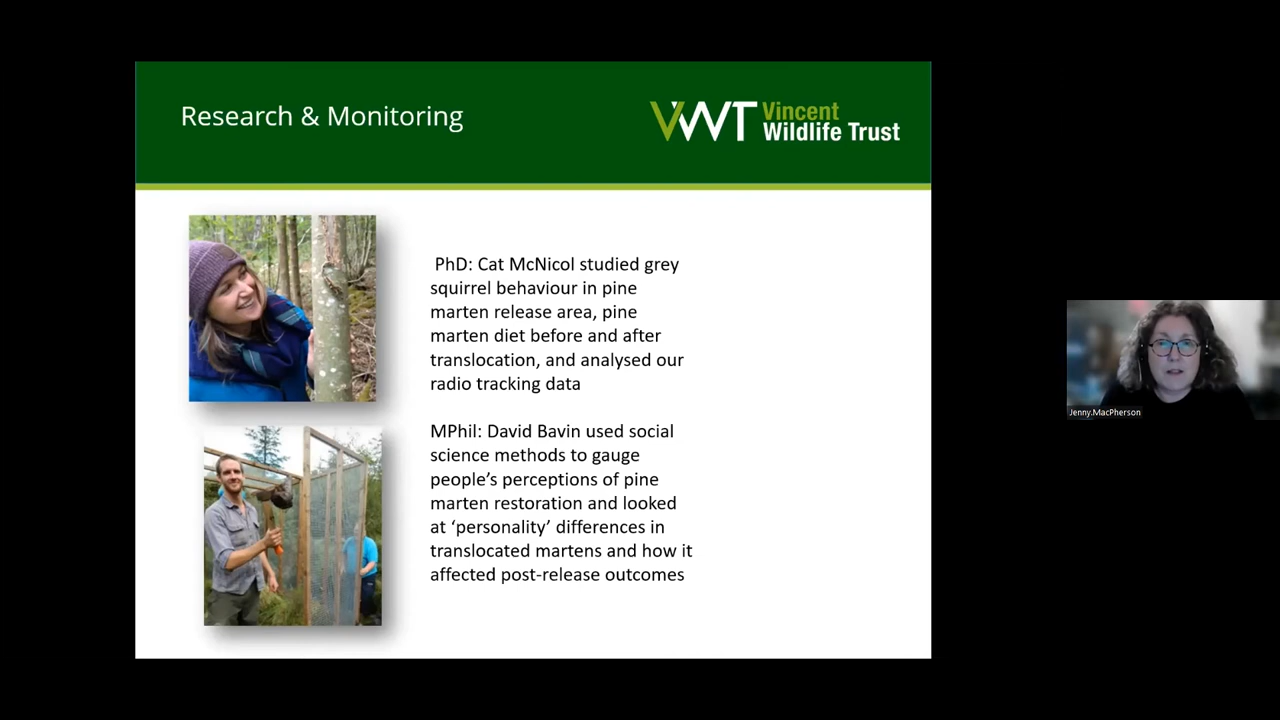 Research & Monitoring
VWT Vincent
Wildlife Trust
PhD: Cat McNicol studied grey
squirrel behaviour in pine
marten release area, pine
marten diet before and after
translocation, and analysed our
radio tracking data
MPhil: David Bavin used social
science methods to gauge
people’s perceptions of pine
marten restoration and looked
at ‘personality’ differences in
translocated martens and how it
affected post-release outcomes
Jenny.MacPherson